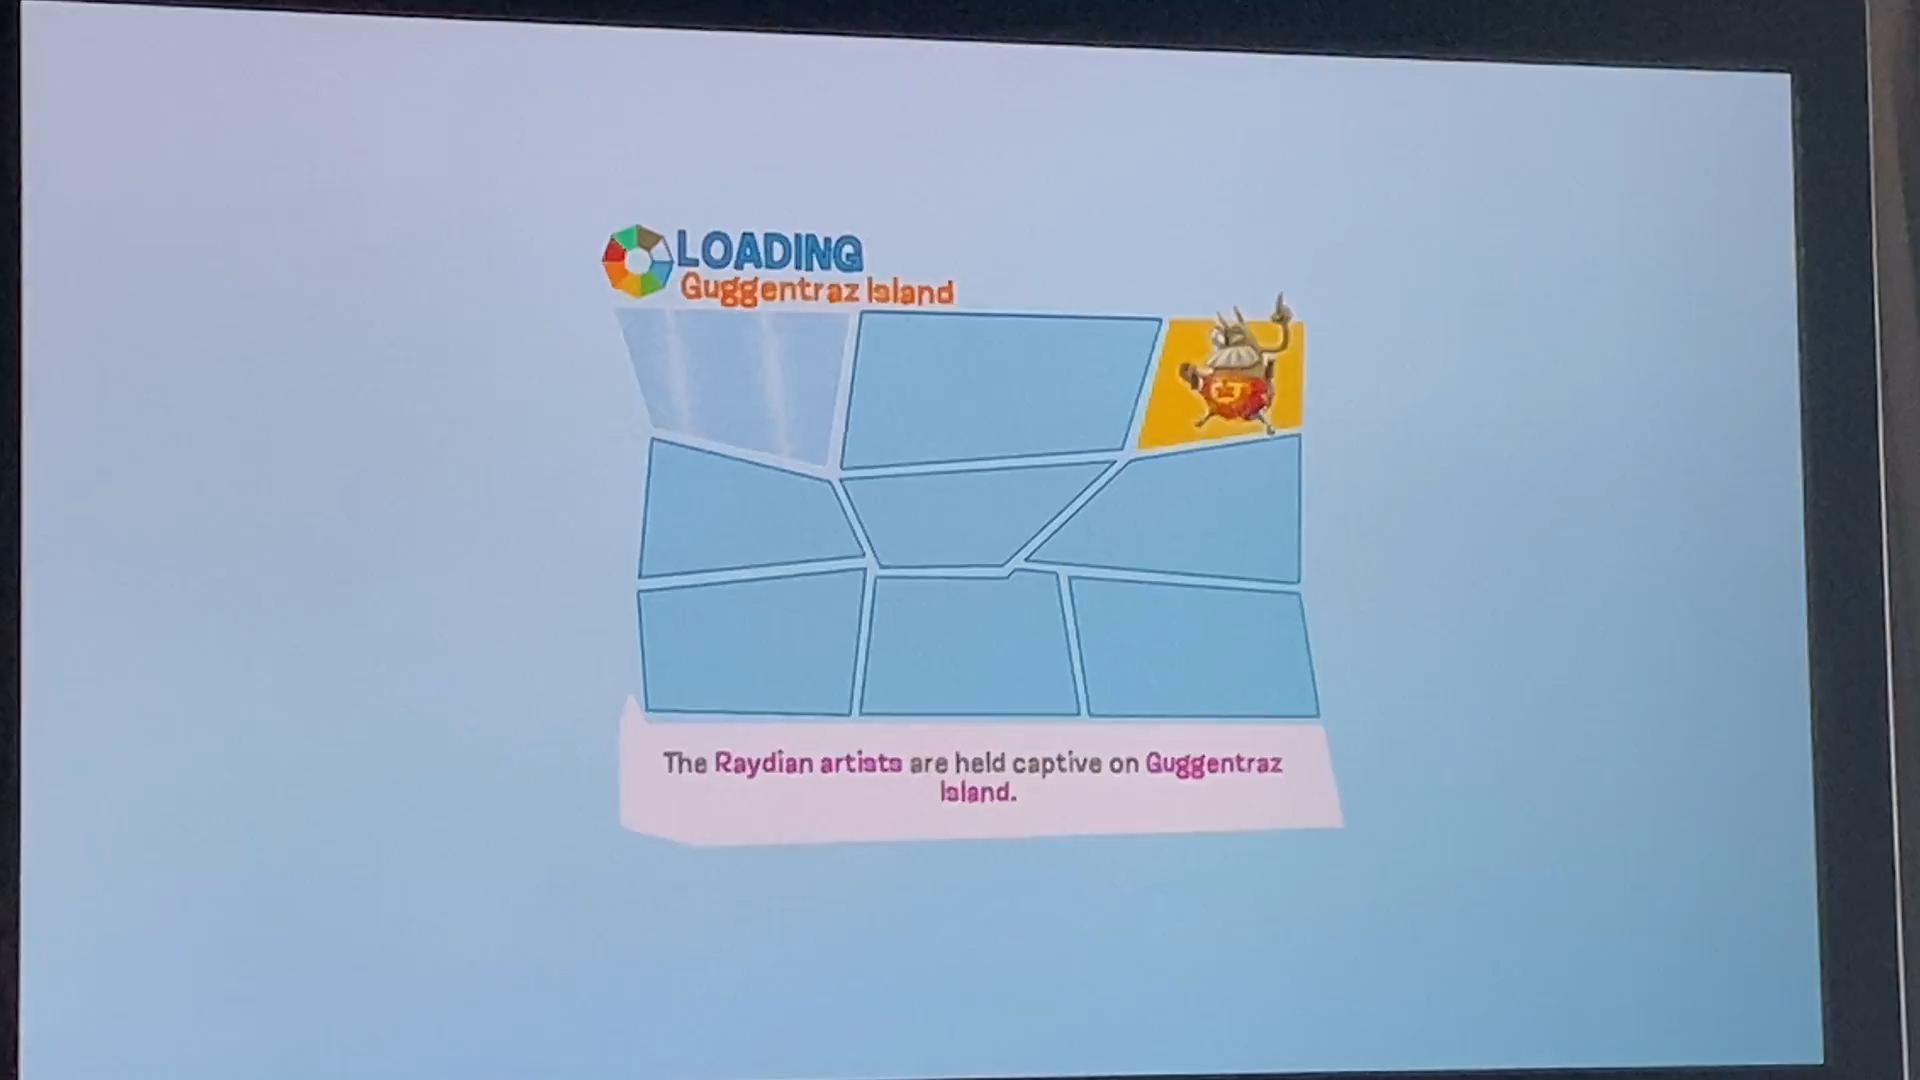 LOADING
Guggentraz Island
The Raydian artists are held captive on Guggentraz
Island.